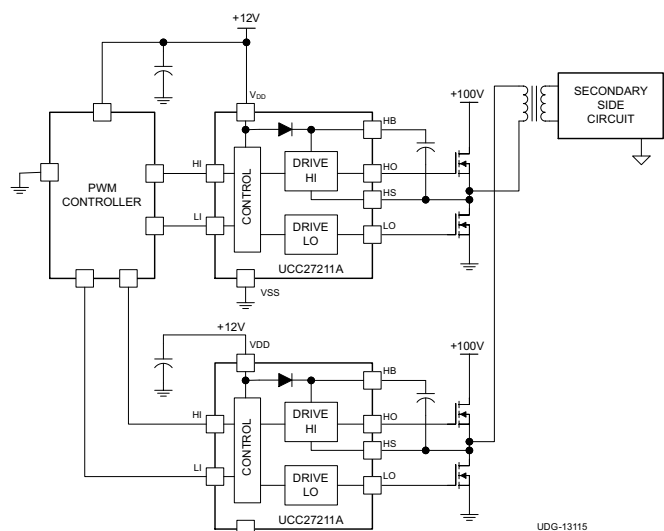 +12V
VDD
+100V
SECONDARY
SIDE
CIRCUIT
PWM
CONTROLLER
HI
LI
CONTROL
DRIVE
HI
DRIVE
LO
HB
HO
HS
LO
UCC27211A
VSS
+12V
VDD
+100V
HI
LI
CONTROL
DRIVE
HI
DRIVE
LO
HB
HO
HS
LO
UCC27211A
UDG-13115